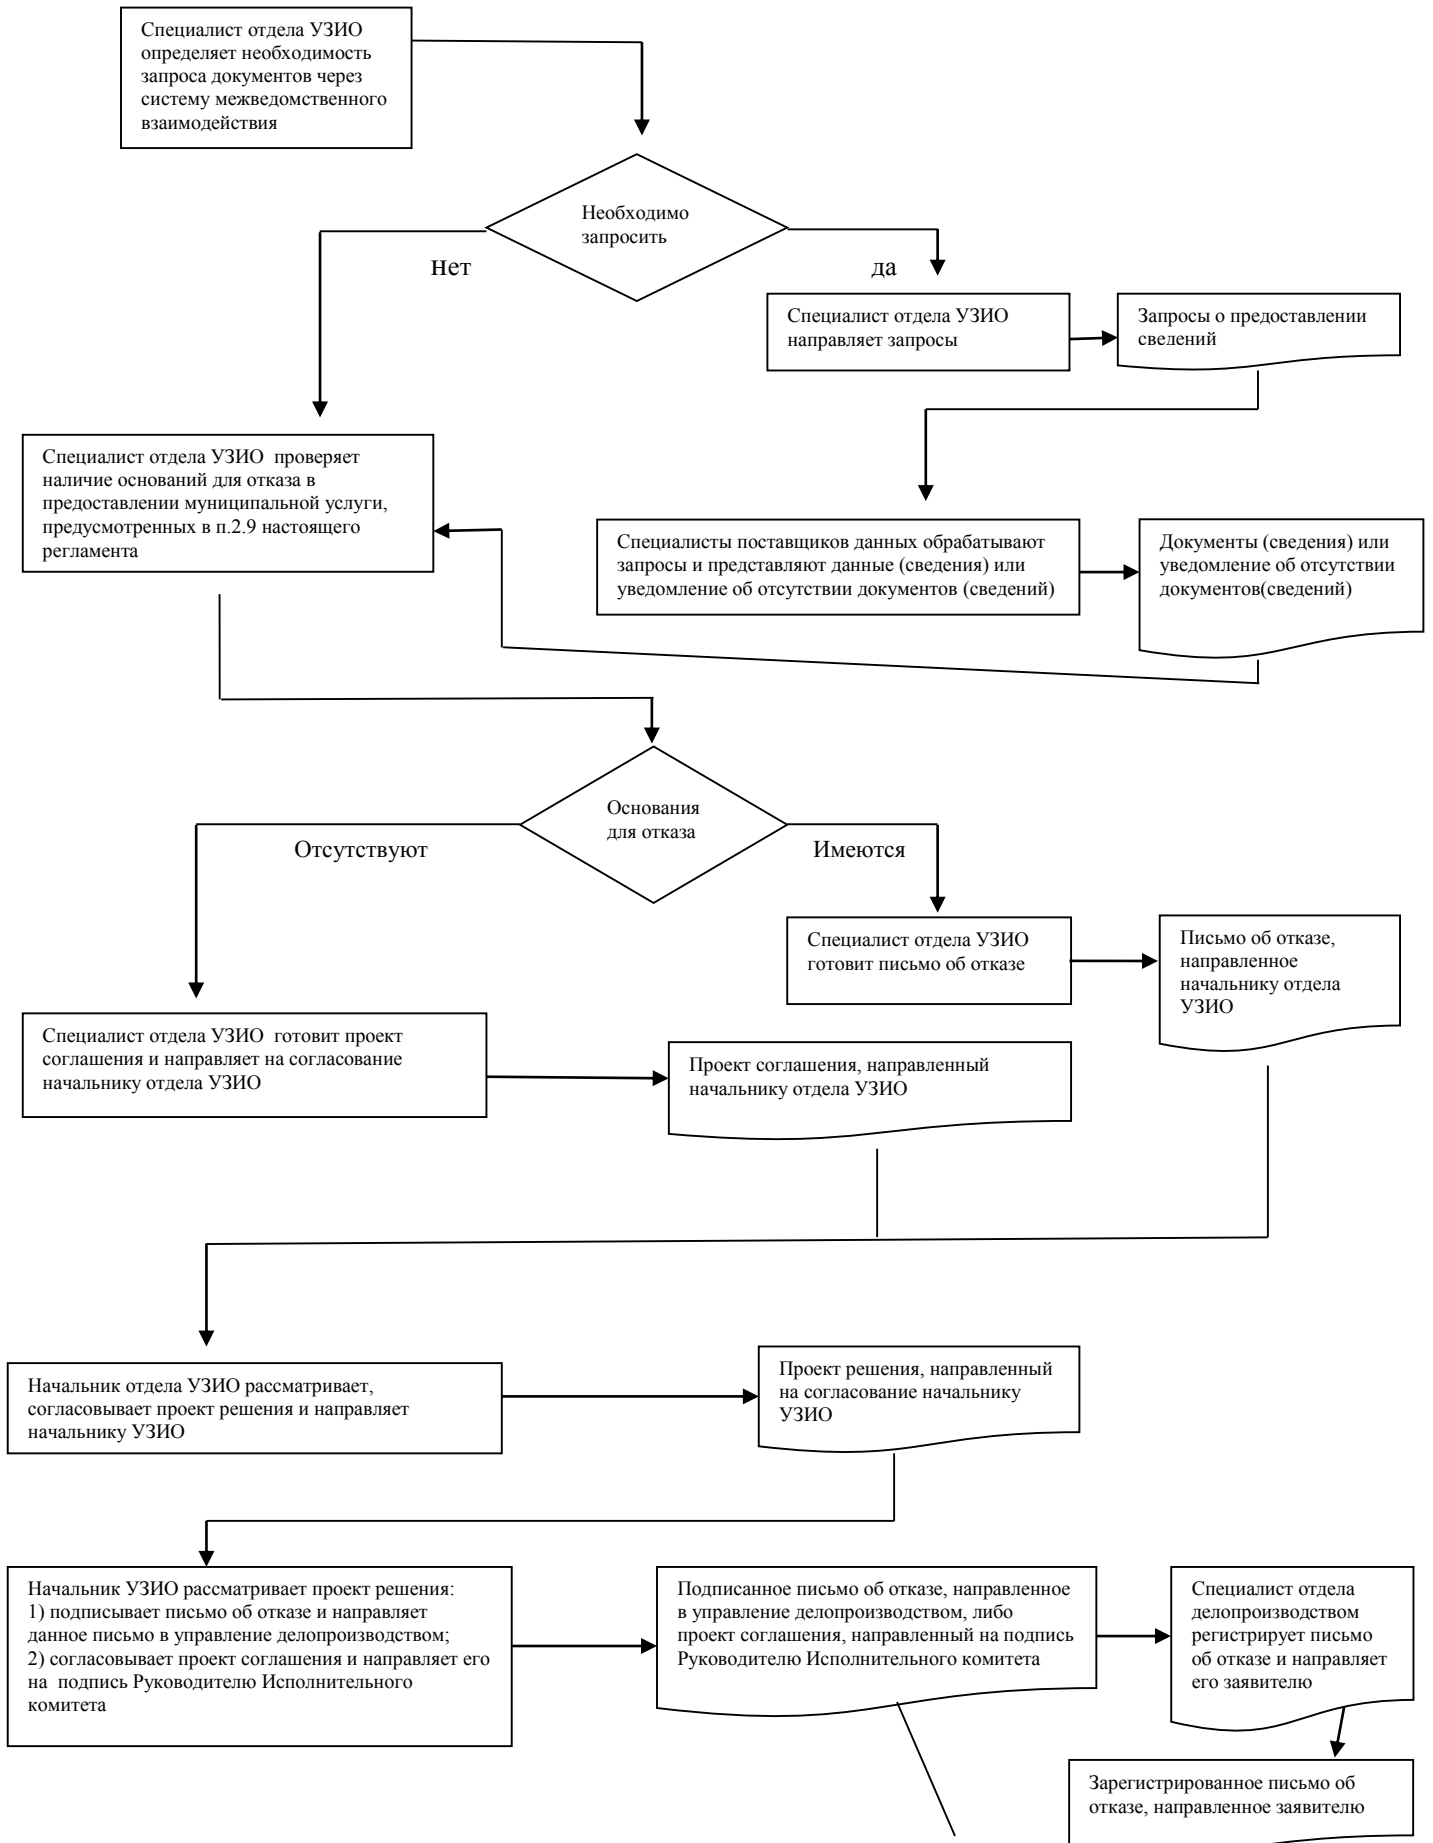 Специалист отдела УЗИО
определяет необходимость
запроса документов через
систему межведомственного
взаимодействия
Необходимо
запросить
нет
да
Специалист отдела УЗИО
направляет запросы
Запросы о предоставлении
сведений
Специалист отдела УЗИО  проверяет
наличие оснований для отказа в
предоставлении муниципальной услуги,
предусмотренных в п.2.9 настоящего
регламента
Специалисты поставщиков данных обрабатывают
запросы и представляют данные (сведения) или
уведомление об отсутствии документов (сведений)
Документы (сведения) или
уведомление об отсутствии
документов(сведений)
Основания
для отказа
Отсутствуют
Имеются
Специалист отдела УЗИО
готовит письмо об отказе
Письмо об отказе,
направленное
начальнику отдела
УЗИО
Специалист отдела УЗИО  готовит проект
соглашения и направляет на согласование
начальнику отдела УЗИО
Проект соглашения, направленный
начальнику отдела УЗИО
Начальник отдела УЗИО рассматривает,
согласовывает проект решения и направляет
начальнику УЗИО
Проект решения, направленный
на согласование начальнику
УЗИО
Начальник УЗИО рассматривает проект решения:
1) подписывает письмо об отказе и направляет
данное письмо в управление делопроизводством;
2) согласовывает проект соглашения и направляет его
на  подпись Руководителю Исполнительного
комитета
Подписанное письмо об отказе, направленное
в управление делопроизводством, либо
проект соглашения, направленный на подпись
Руководителю Исполнительного комитета
Специалист отдела
делопроизводством
регистрирует письмо
об отказе и направляет
его заявителю
Зарегистрированное письмо об
отказе, направленное заявителю